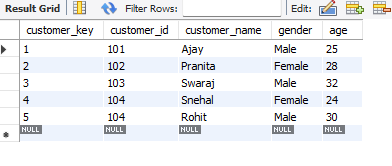 Result Grid Filter Rows: Edit:
customer_key customer_id customer_name gender age
1 101 Ajay Male 25
2 102 Pranita Female 28
3 103 Swaraj Male 32
4 104 Snehal Female 24
5 104 Rohit Male 30
NULL NULL NULL NULL NULL